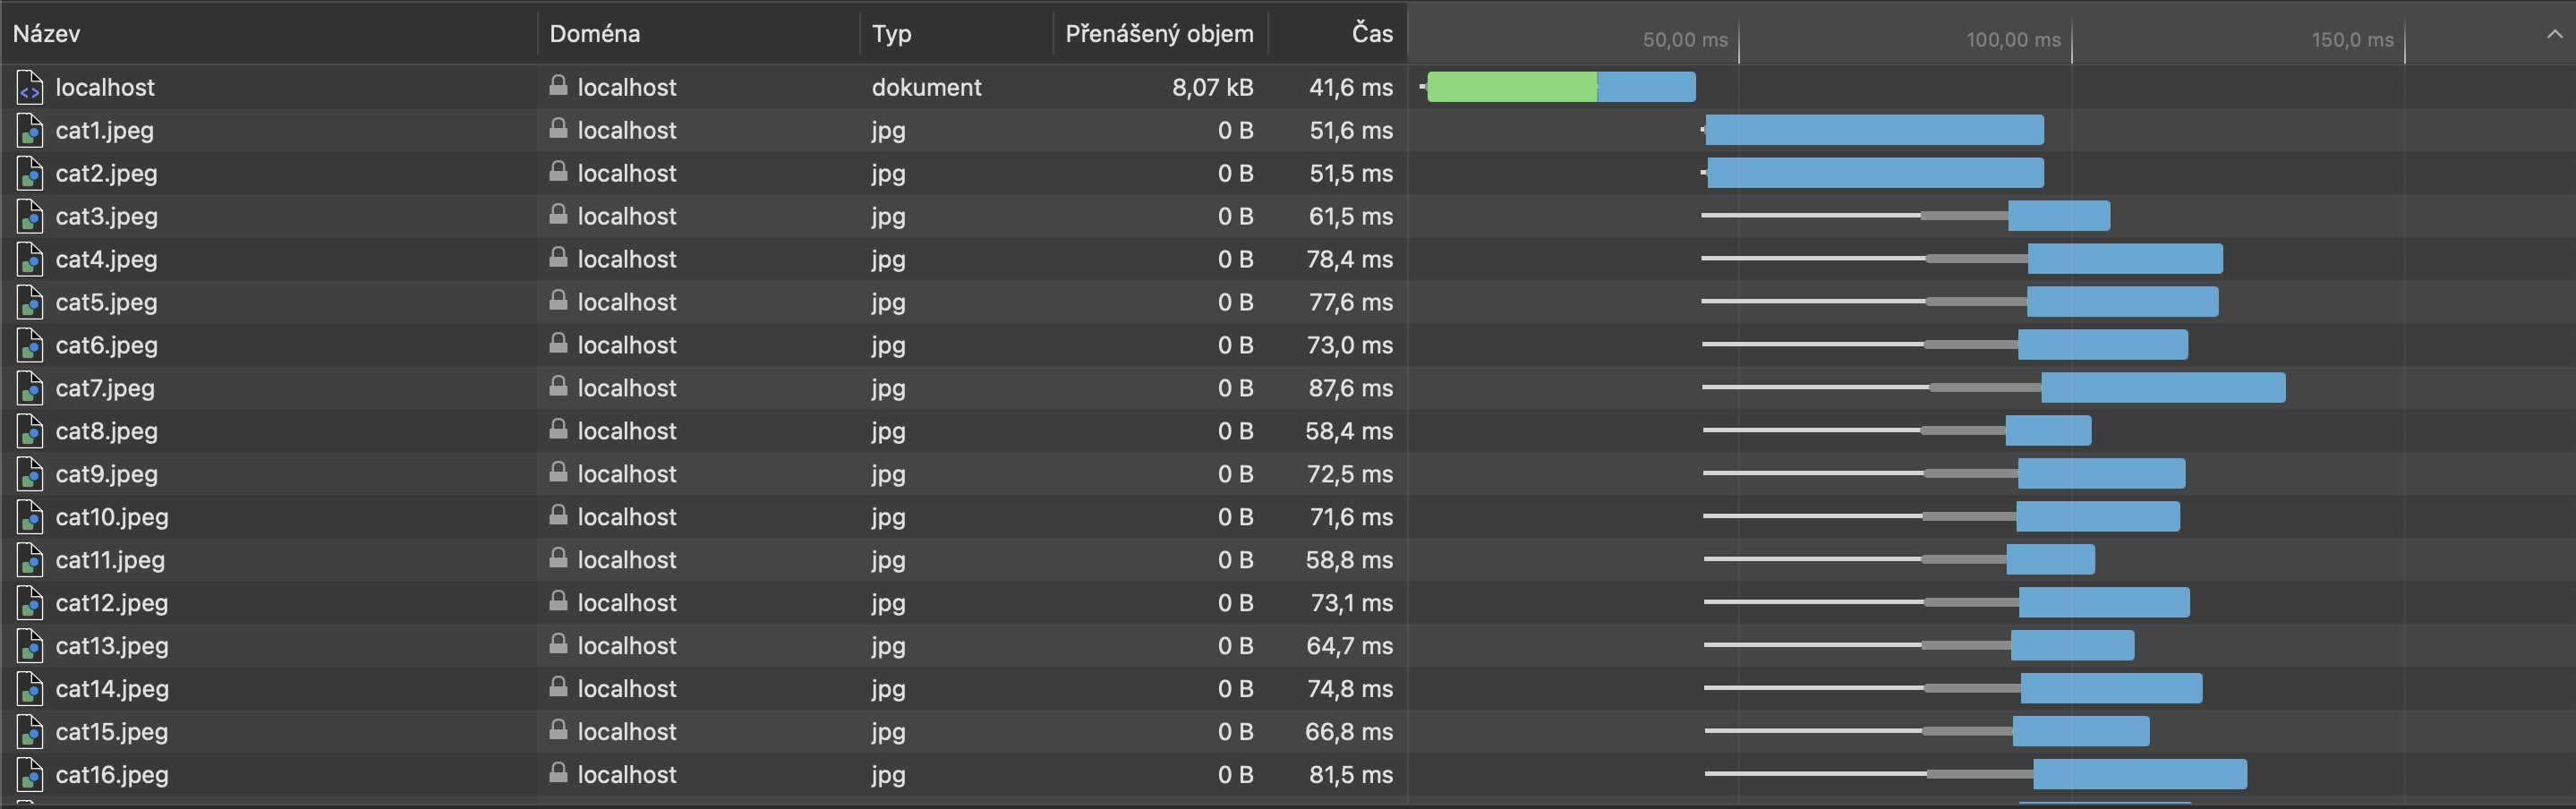 Název Doména Typ Přenášený objem Čas 50,00 ms 100,00 ms 150,0 ms
localhost localhost dokument 8,07 kB 41,6 ms
cat1.jpeg localhost jpg 0 B 51,6 ms
cat2.jpeg localhost jpg 0 B 51,5 ms
cat3.jpeg localhost jpg 0 B 61,5 ms
cat4.jpeg localhost jpg 0 B 78,4 ms
cat5.jpeg localhost jpg 0 B 77,6 ms
cat6.jpeg localhost jpg 0 B 73,0 ms
cat7.jpeg localhost jpg 0 B 87,6 ms
cat8.jpeg localhost jpg 0 B 58,4 ms
cat9.jpeg localhost jpg 0 B 72,5 ms
cat10.jpeg localhost jpg 0 B 71,6 ms
cat11.jpeg localhost jpg 0 B 58,8 ms
cat12.jpeg localhost jpg 0 B 73,1 ms
cat13.jpeg localhost jpg 0 B 64,7 ms
cat14.jpeg localhost jpg 0 B 74,8 ms
cat15.jpeg localhost jpg 0 B 66,8 ms
cat16.jpeg localhost jpg 0 B 81,5 ms